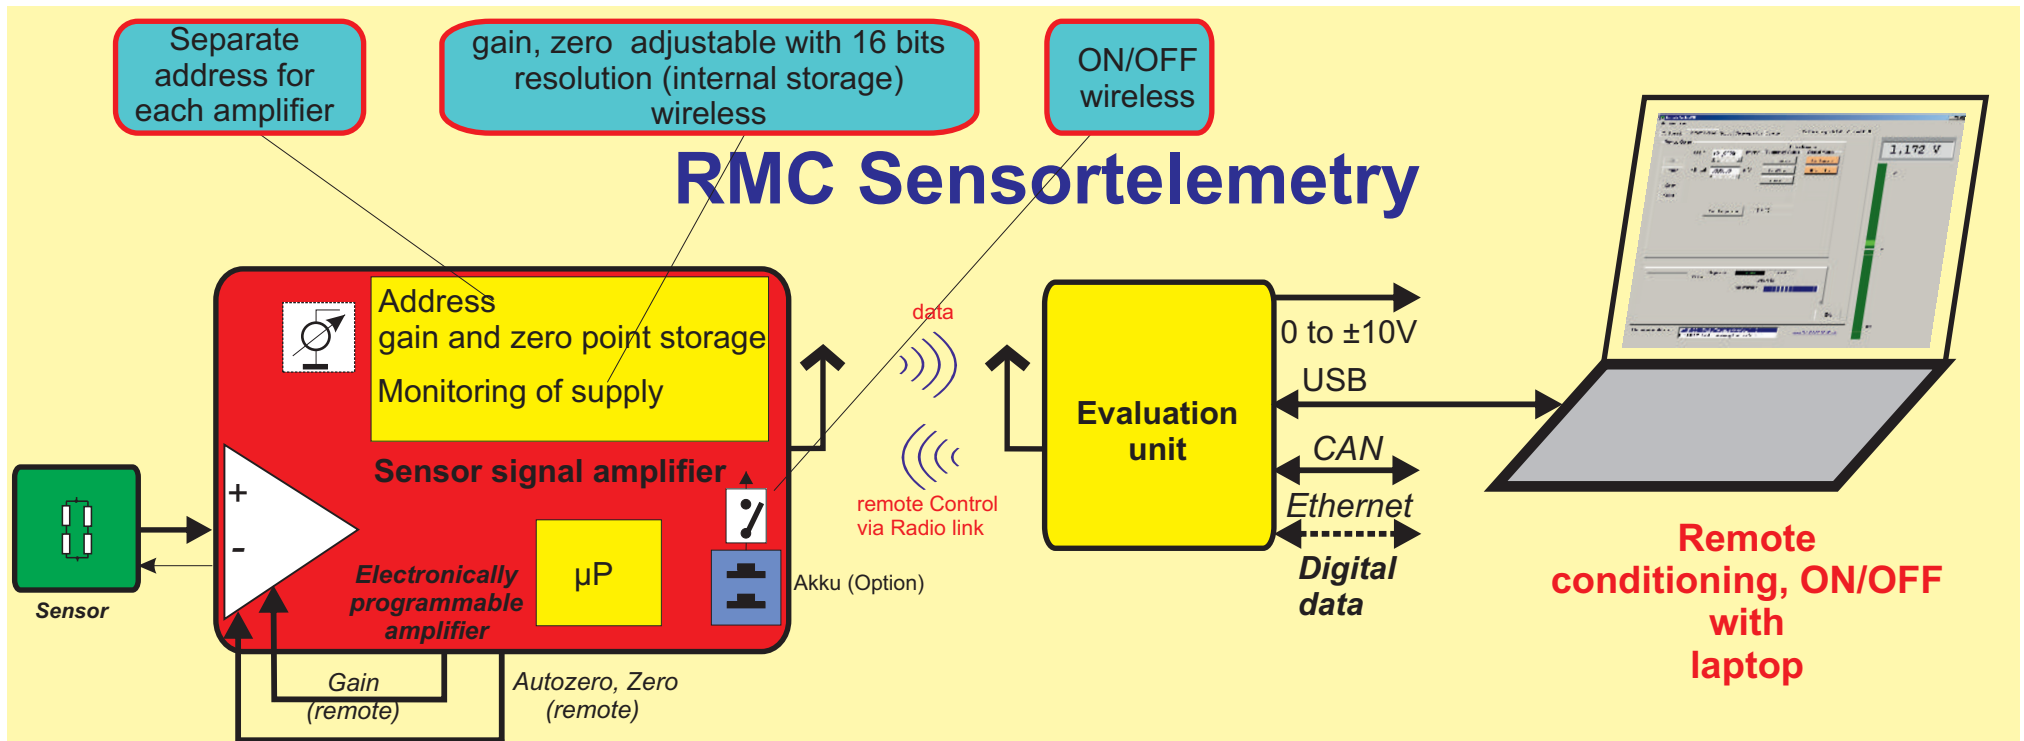 Separate
address for
each amplifier
gain, zero adjustable with 16 bits
resolution (internal storage)
wireless
ON/OFF
wireless
RMC Sensortelemetry
1.172 V
Address
gain and zero point storage
Monitoring of supply
data
0 to ±10V
USB
Evaluation
unit
CAN
Sensor signal amplifier
+
-
remote Control
via Radio link
Ethernet
Electronically
programmable
amplifier
µP
Akku (Option)
Digital
data
Sensor
Remote
conditioning, ON/OFF
with
laptop
Gain
(remote)
Autozero, Zero
(remote)